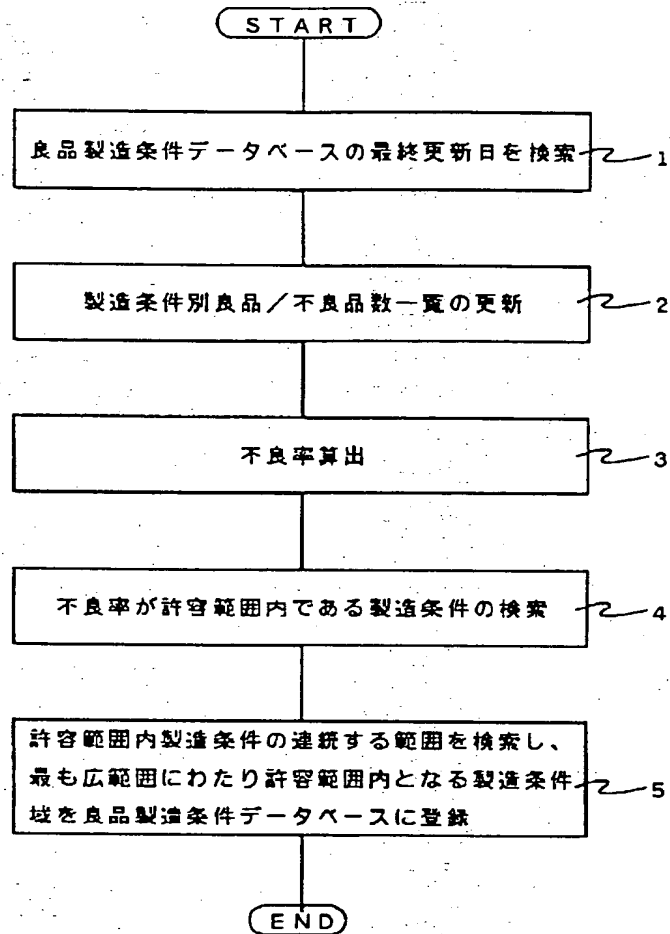 START
良品製造条件データベースの最終更新日を検索
1
製造条件別良品／不良品数一覧の更新
2
不良率算出
3
不良率が許容範囲内である製造条件の検索
4
許容範囲内製造条件の連続する範囲を検索し、
最も広範囲にわたり許容範囲内となる製造条件
域を良品製造条件データベースに登録
5
END